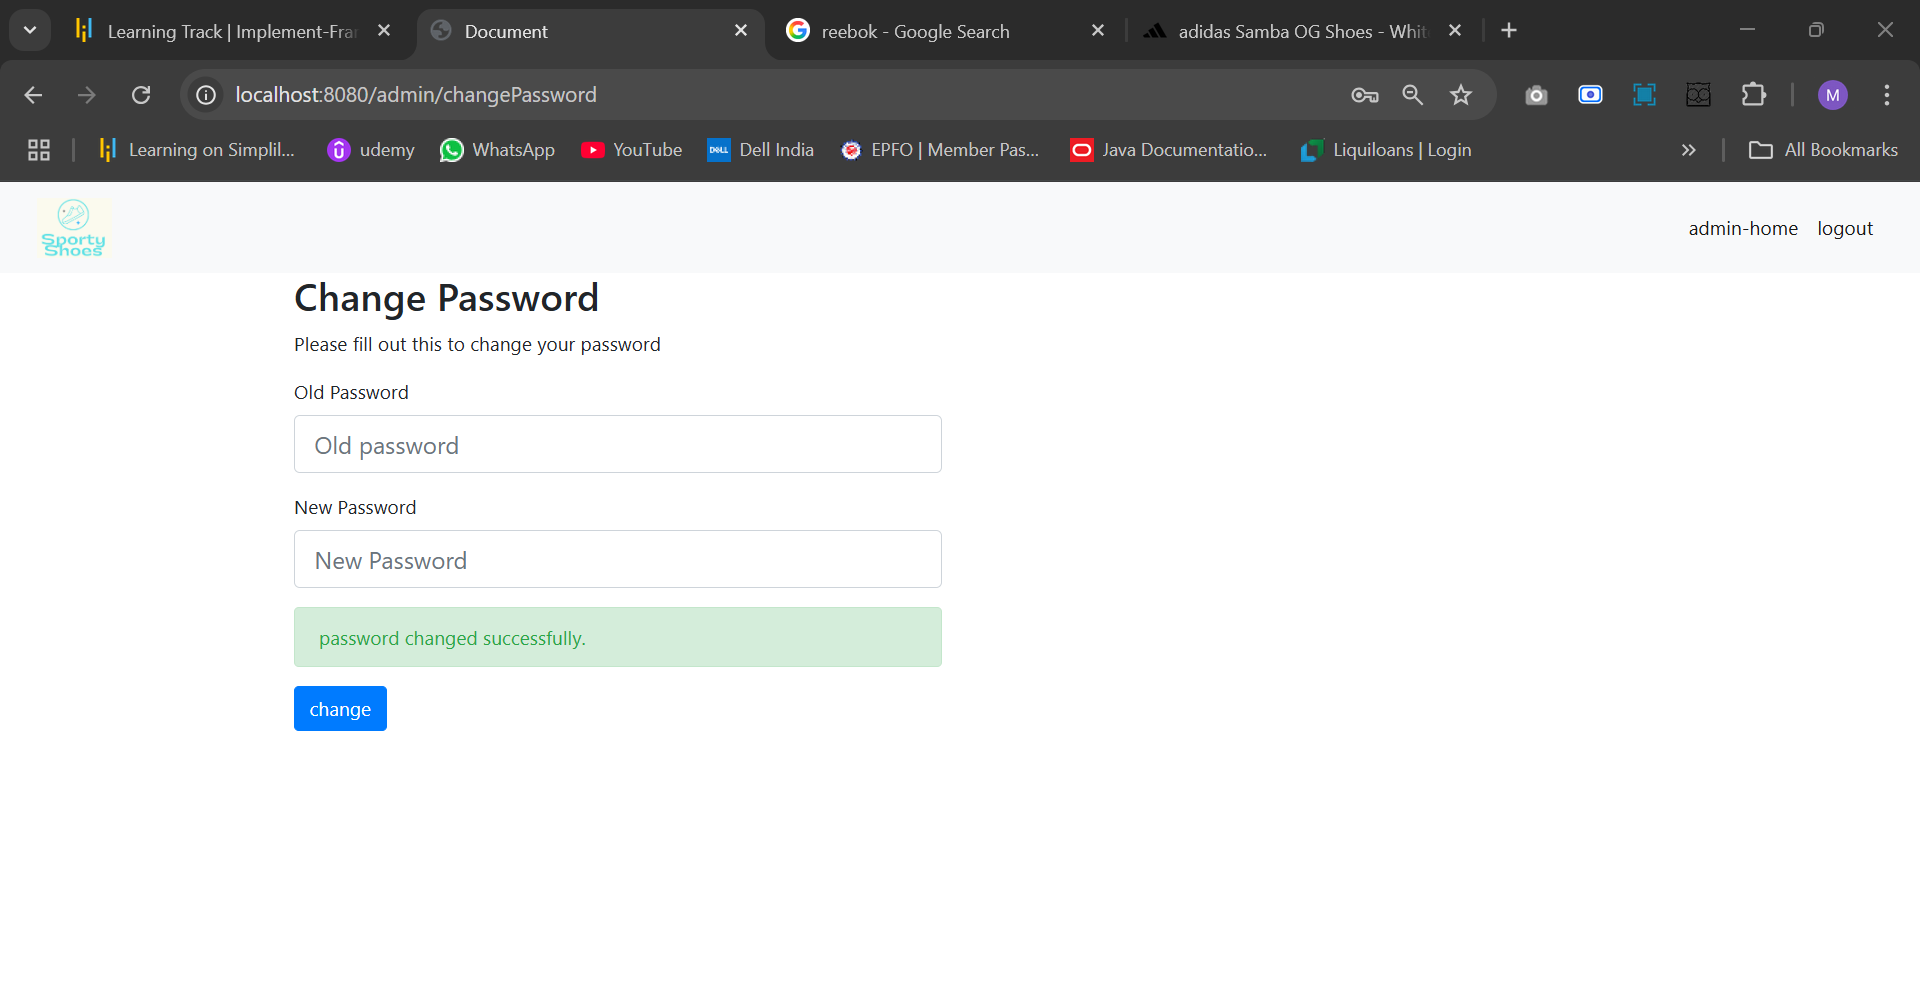 Learning Track | Implement-Fra
Document
reebok - Google Search
adidas Samba OG Shoes - Whit
localhost:8080/admin/changePassword
M
Learning on Simplil...
udemy
WhatsApp
YouTube
DELL
Dell India
EPFO | Member Pas...
Java Documentatio...
Liquiloans | Login
All Bookmarks
Sporty
Shoes
admin-home
logout
Change Password
Please fill out this to change your password
Old Password
Old password
New Password
New Password
password changed successfully.
change